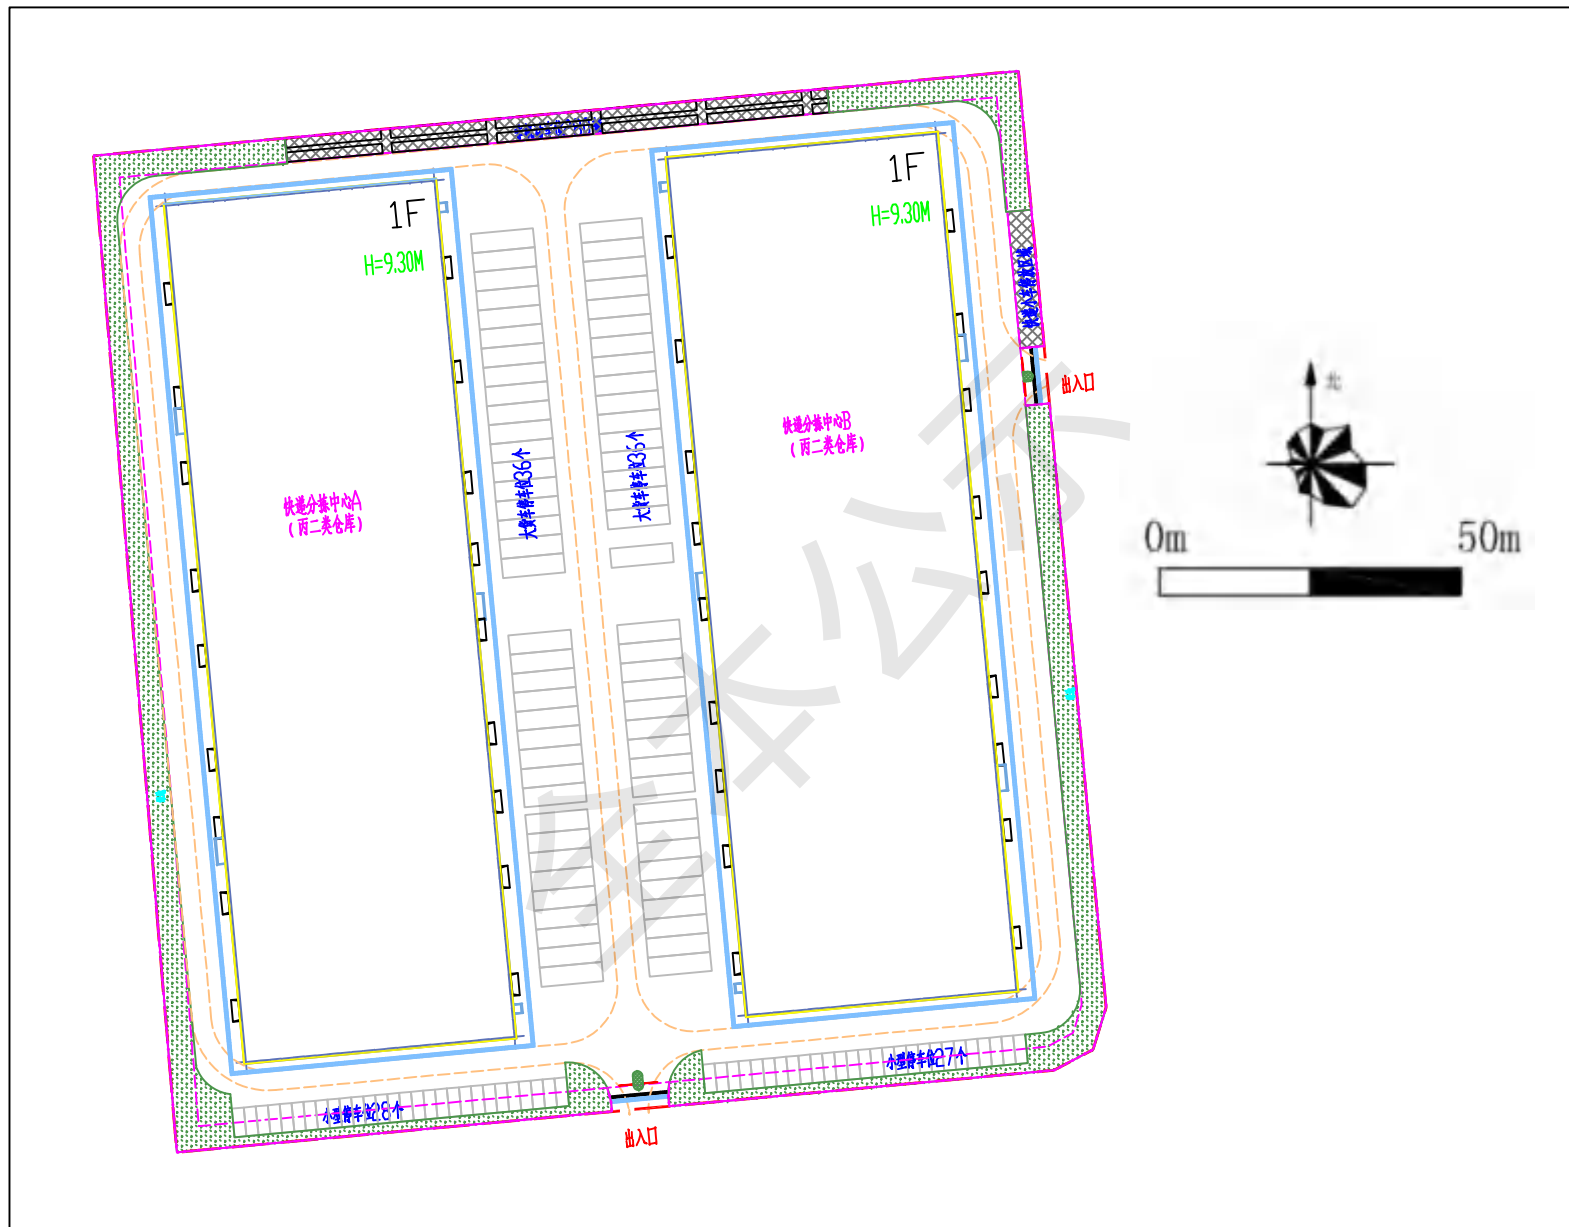 1F
H=9.30M
1F
H=9.30M
北
出入口
快递分拣中心B
(丙二类仓库)
大货车停车位36个
大货车停车位36个
快递分拣中心A
(丙二类仓库)
0m 50m
小型停车位27个
小型停车位28个
出入口